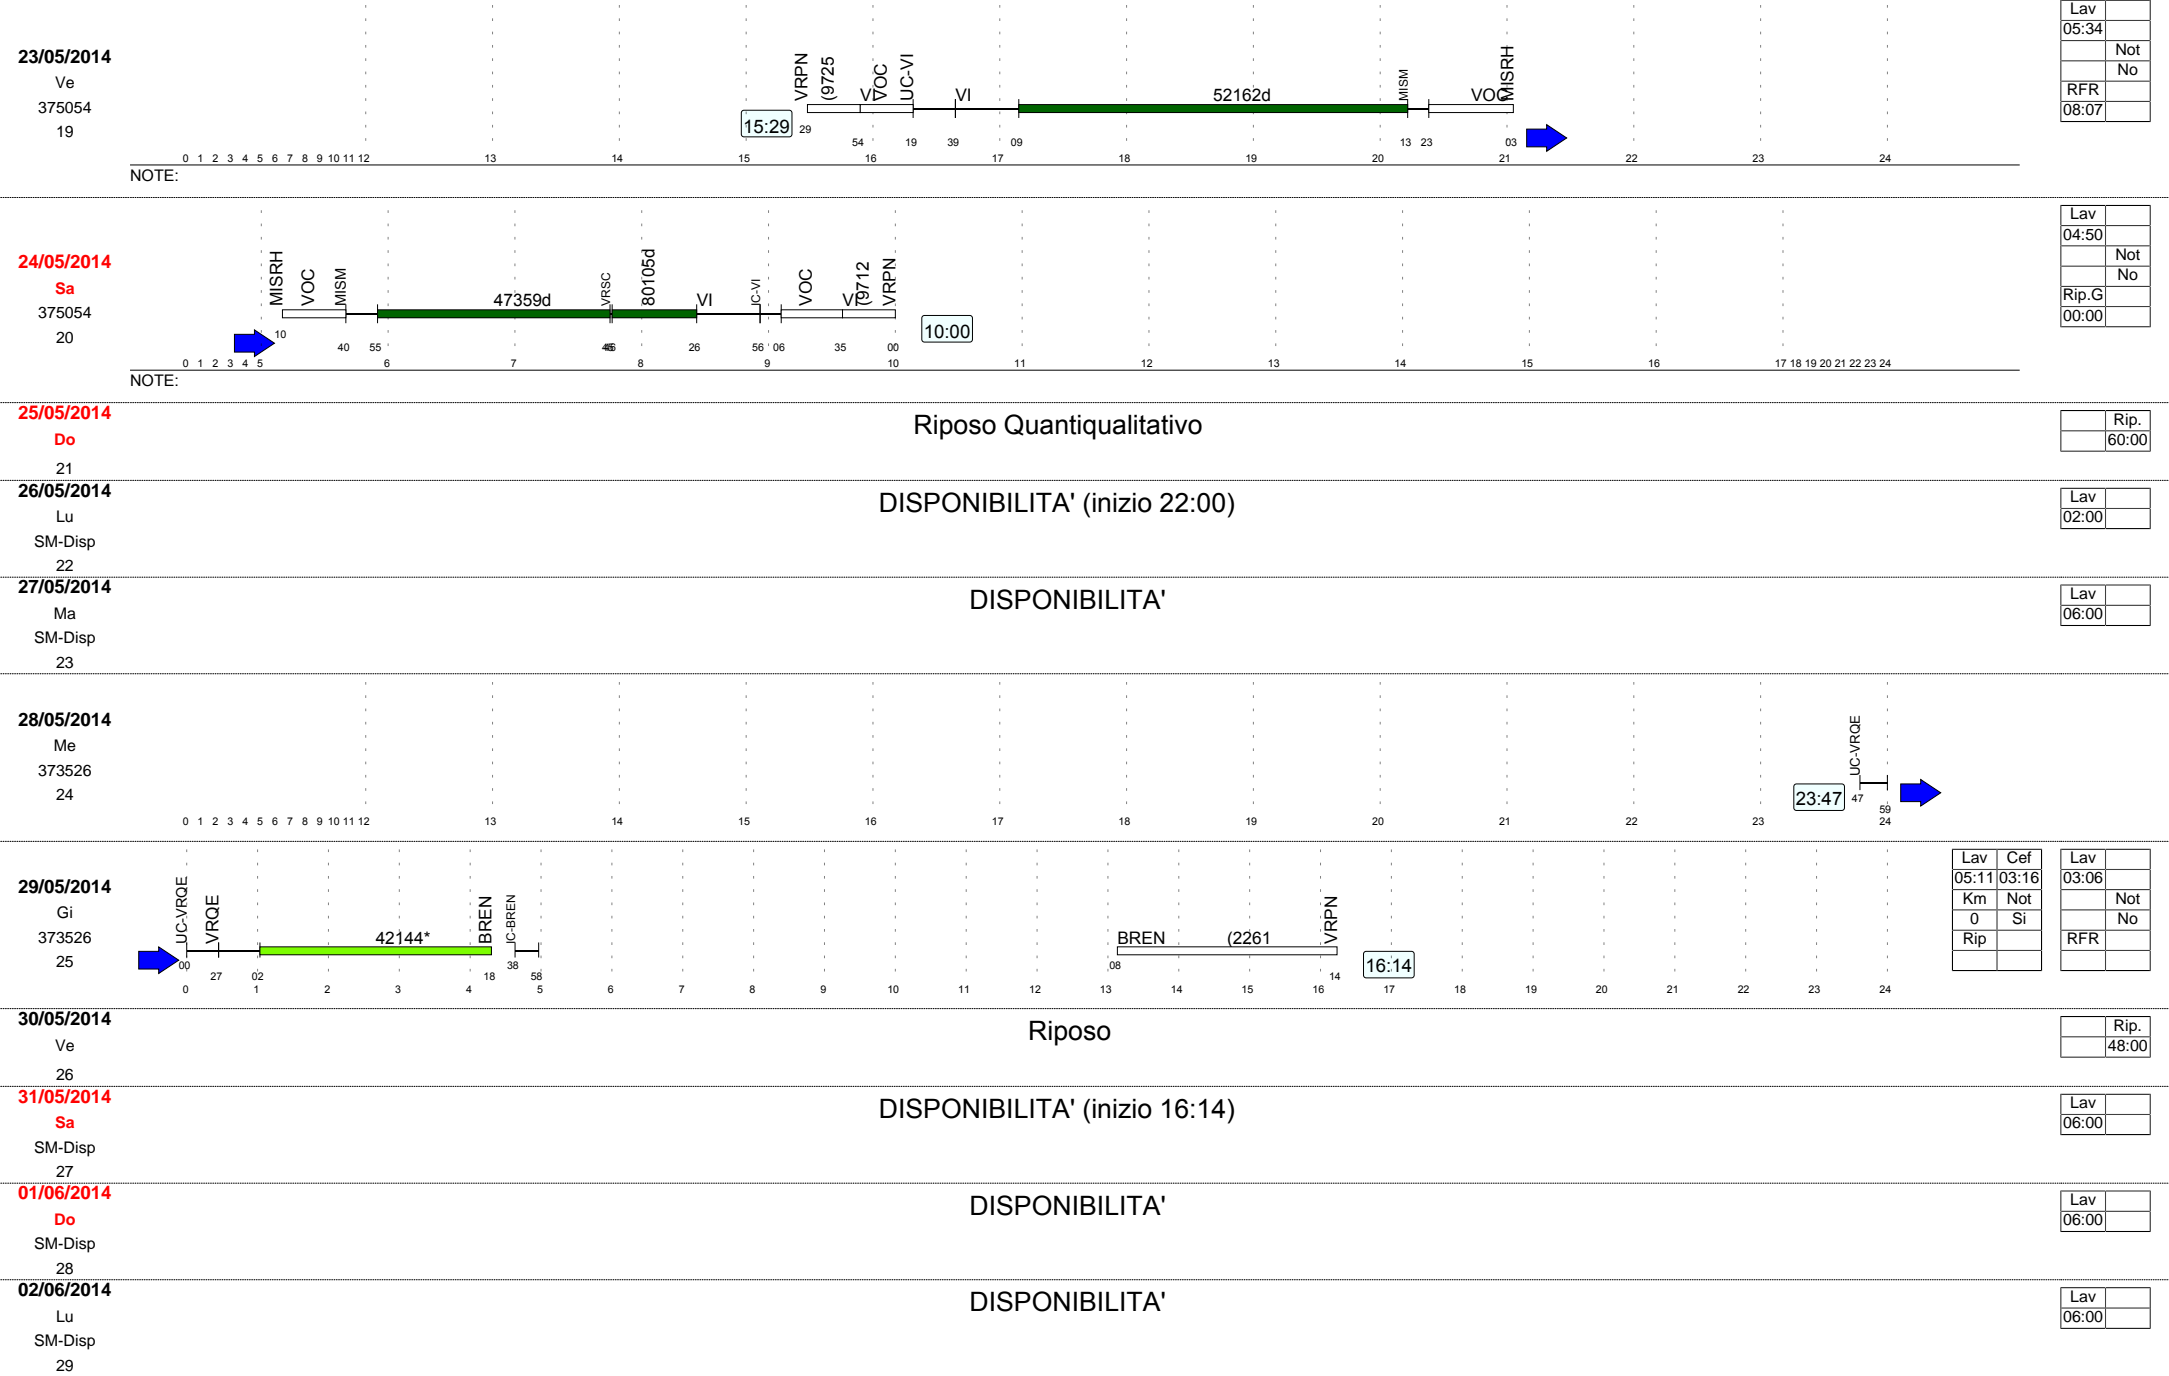 Lav
05:34
Not
No
RFR
08:07
23/05/2014
Ve
375054
19
VRPN
(9725
VI
VOC
UC-VI
VI
52162d
MISM
VOC
MISRH
15:29
29
54 19 39 09 13 23 03
0 1 2 3 4 5 6 7 8 9 10 11 12 13 14 15 16 17 18 19 20 21 22 23 24
NOTE:
Lav
04:50
Not
No
Rip.G
00:00
24/05/2014
Sa
375054
20
MISRH
VOC
MISM
47359d
VRSC
80105d
VI
VOC
VI
(9712
VRPN
10:00
10
40 55 26 56 06 35 00
0 1 2 3 4 5 6 7 8 9 10 11 12 13 14 15 16 17 18 19 20 21 22 23 24
NOTE:
25/05/2014
Do
21
Riposo Quantiqualitativo
Rip.
60:00
26/05/2014
Lu
SM-Disp
22
DISPONIBILITA' (inizio 22:00)
Lav
02:00
27/05/2014
Ma
SM-Disp
23
DISPONIBILITA'
Lav
06:00
28/05/2014
Me
373526
24
UC-VRQE
23:47
47
59
0 1 2 3 4 5 6 7 8 9 10 11 12 13 14 15 16 17 18 19 20 21 22 23 24
29/05/2014
Gi
373526
25
UC-VRQE
VRQE
42144*
BREN
BREN
(2261
VRPN
16:14
00 27 02 18 38 58 08 14
0 1 2 3 4 5 6 7 8 9 10 11 12 13 14 15 16 17 18 19 20 21 22 23 24
Lav Cef
05:11 03:16
Km Not
0 Si
Rip
Lav
03:06
Not
No
RFR
30/05/2014
Ve
26
Riposo
Rip.
48:00
31/05/2014
Sa
SM-Disp
27
DISPONIBILITA' (inizio 16:14)
Lav
06:00
01/06/2014
Do
SM-Disp
28
DISPONIBILITA'
Lav
06:00
02/06/2014
Lu
SM-Disp
29
DISPONIBILITA'
Lav
06:00